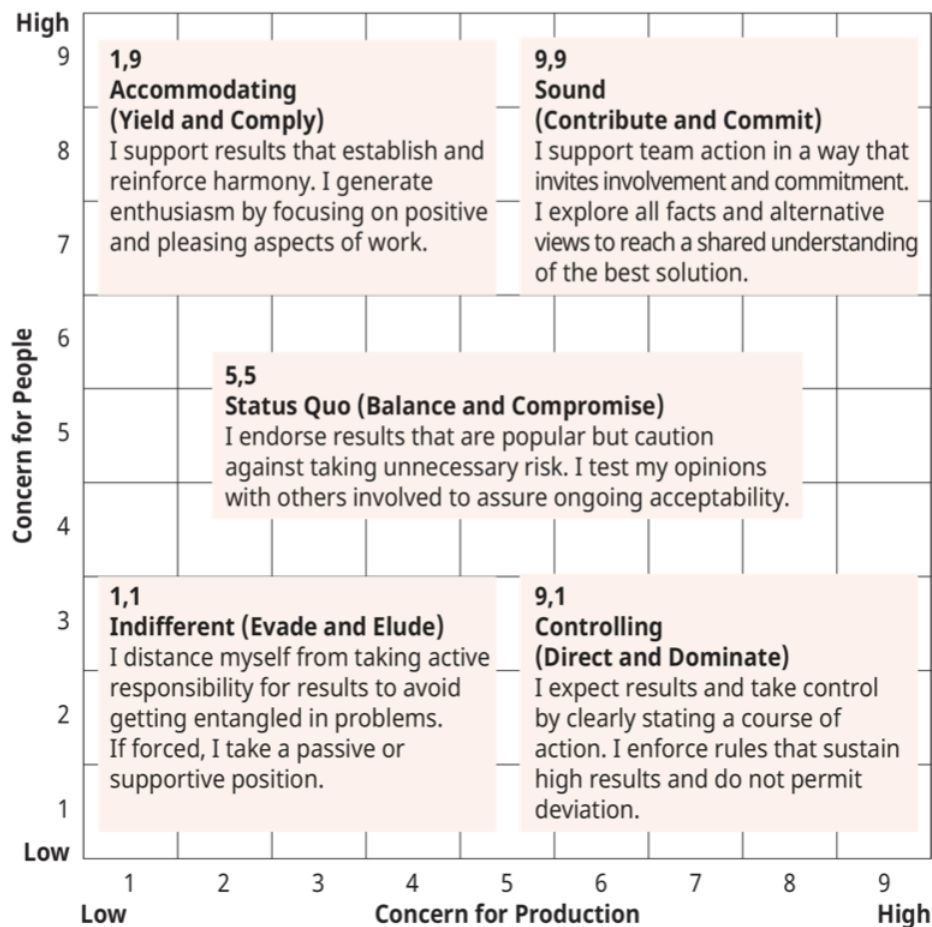 High
9
8
7
6
5
4
3
2
1
Low
Concern for People
1,9
Accommodating
(Yield and Comply)
I support results that establish and
reinforce harmony. I generate
enthusiasm by focusing on positive
and pleasing aspects of work.
9,9
Sound
(Contribute and Commit)
I support team action in a way that
invites involvement and commitment.
I explore all facts and alternative
views to reach a shared understanding
of the best solution.
5,5
Status Quo (Balance and Compromise)
I endorse results that are popular but caution
against taking unnecessary risk. I test my opinions
with others involved to assure ongoing acceptability.
1,1
Indifferent (Evade and Elude)
I distance myself from taking active
responsibility for results to avoid
getting entangled in problems.
If forced, I take a passive or
supportive position.
9,1
Controlling
(Direct and Dominate)
I expect results and take control
by clearly stating a course of
action. I enforce rules that sustain
high results and do not permit
deviation.
1 2 3 4 5 6 7 8 9
Low Concern for Production High